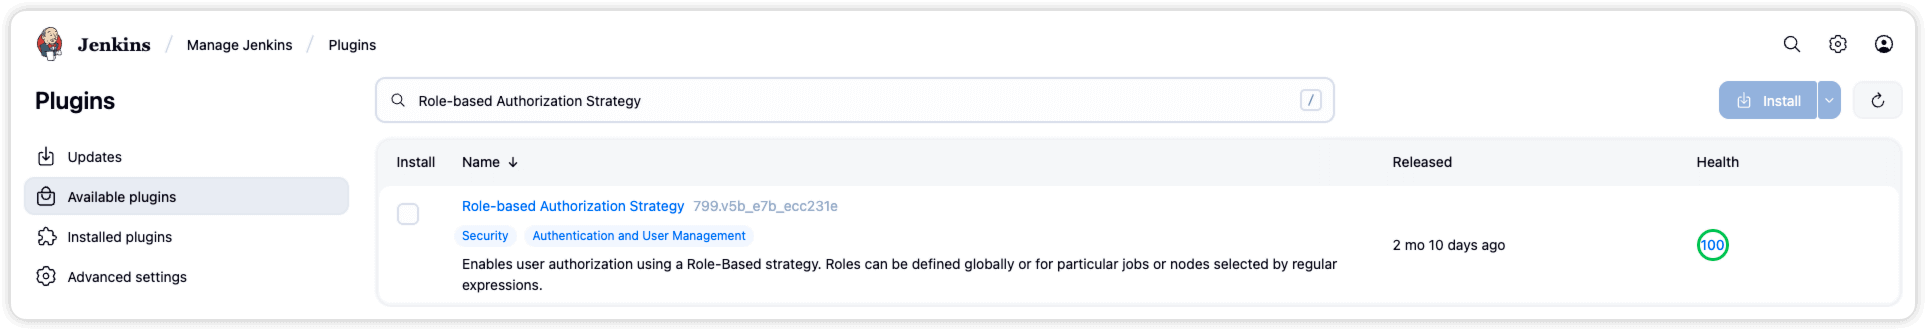 Jenkins / Manage Jenkins / Plugins
Plugins
Role-based Authorization Strategy /
Install
Updates
Available plugins
Installed plugins
Advanced settings
Install Name ↓ Released Health
Role-based Authorization Strategy 799.v5b_e7b_ecc231e
Security Authentication and User Management
Enables user authorization using a Role-Based strategy. Roles can be defined globally or for particular jobs or nodes selected by regular
expressions.
2 mo 10 days ago
100